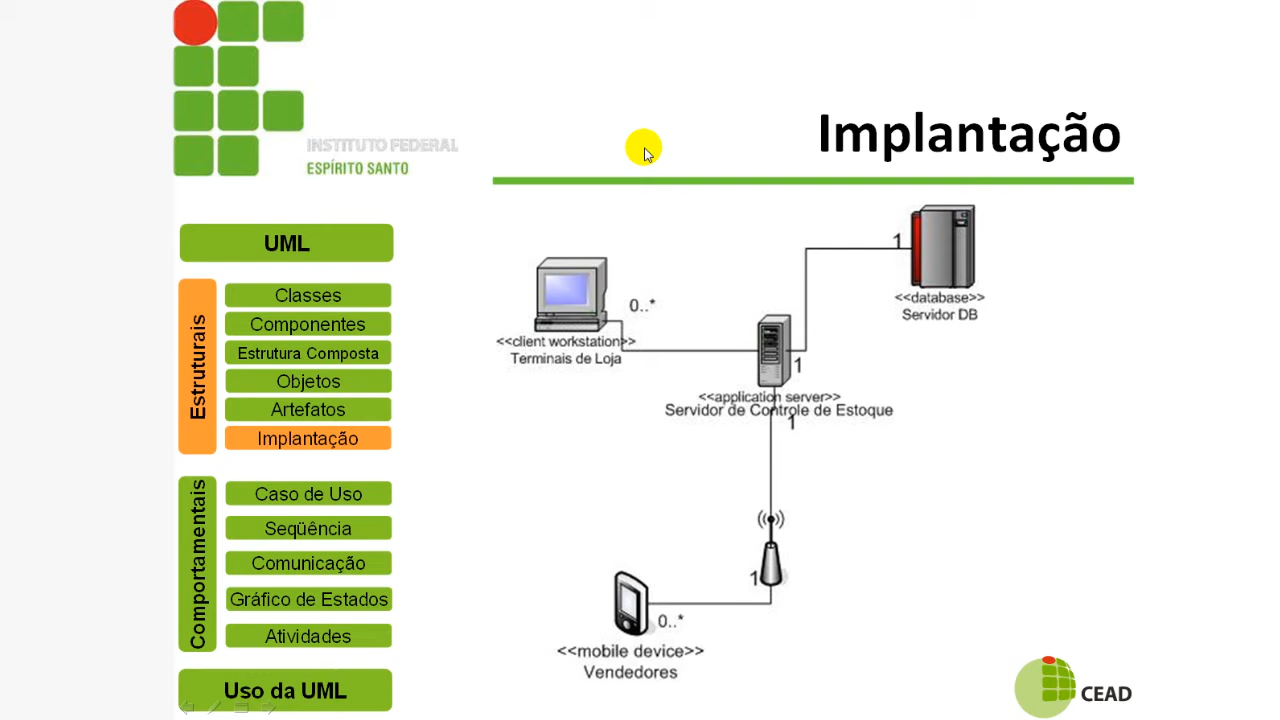 INSTITUTO FEDERAL
ESPÍRITO SANTO
Implantação
UML
Estruturais
Classes
Componentes
Estrutura Composta
Objetos
Artefatos
Implantação
Comportamentais
Caso de Uso
Seqüência
Comunicação
Gráfico de Estados
Atividades
Uso da UML
1
<<database>>
Servidor DB
0..*
<<client workstation>>
Terminais de Loja
1
<<application server>>
Servidor de Controle de Estoque
1
1
0..*
<<mobile device>>
Vendedores
CEAD